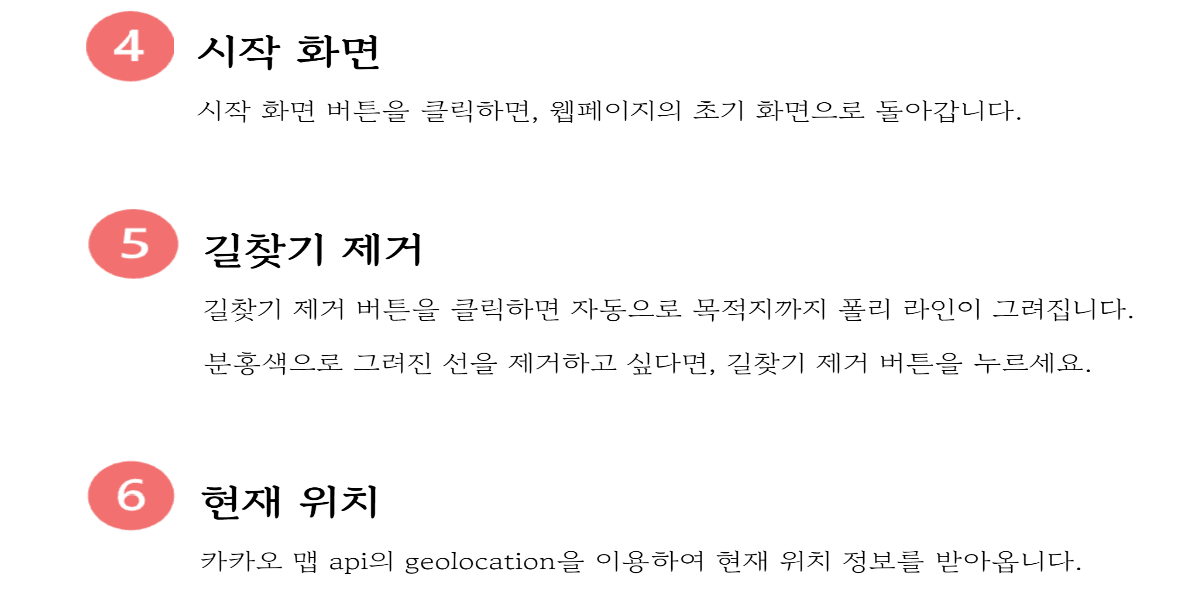 4 시작 화면
시작 화면 버튼을 클릭하면, 웹페이지의 초기 화면으로 돌아갑니다.
5 길찾기 제거
길찾기 제거 버튼을 클릭하면 자동으로 목적지까지 폴리 라인이 그려집니다.
분홍색으로 그려진 선을 제거하고 싶다면, 길찾기 제거 버튼을 누르세요.
6 현재 위치
카카오 맵 api의 geolocation을 이용하여 현재 위치 정보를 받아옵니다.